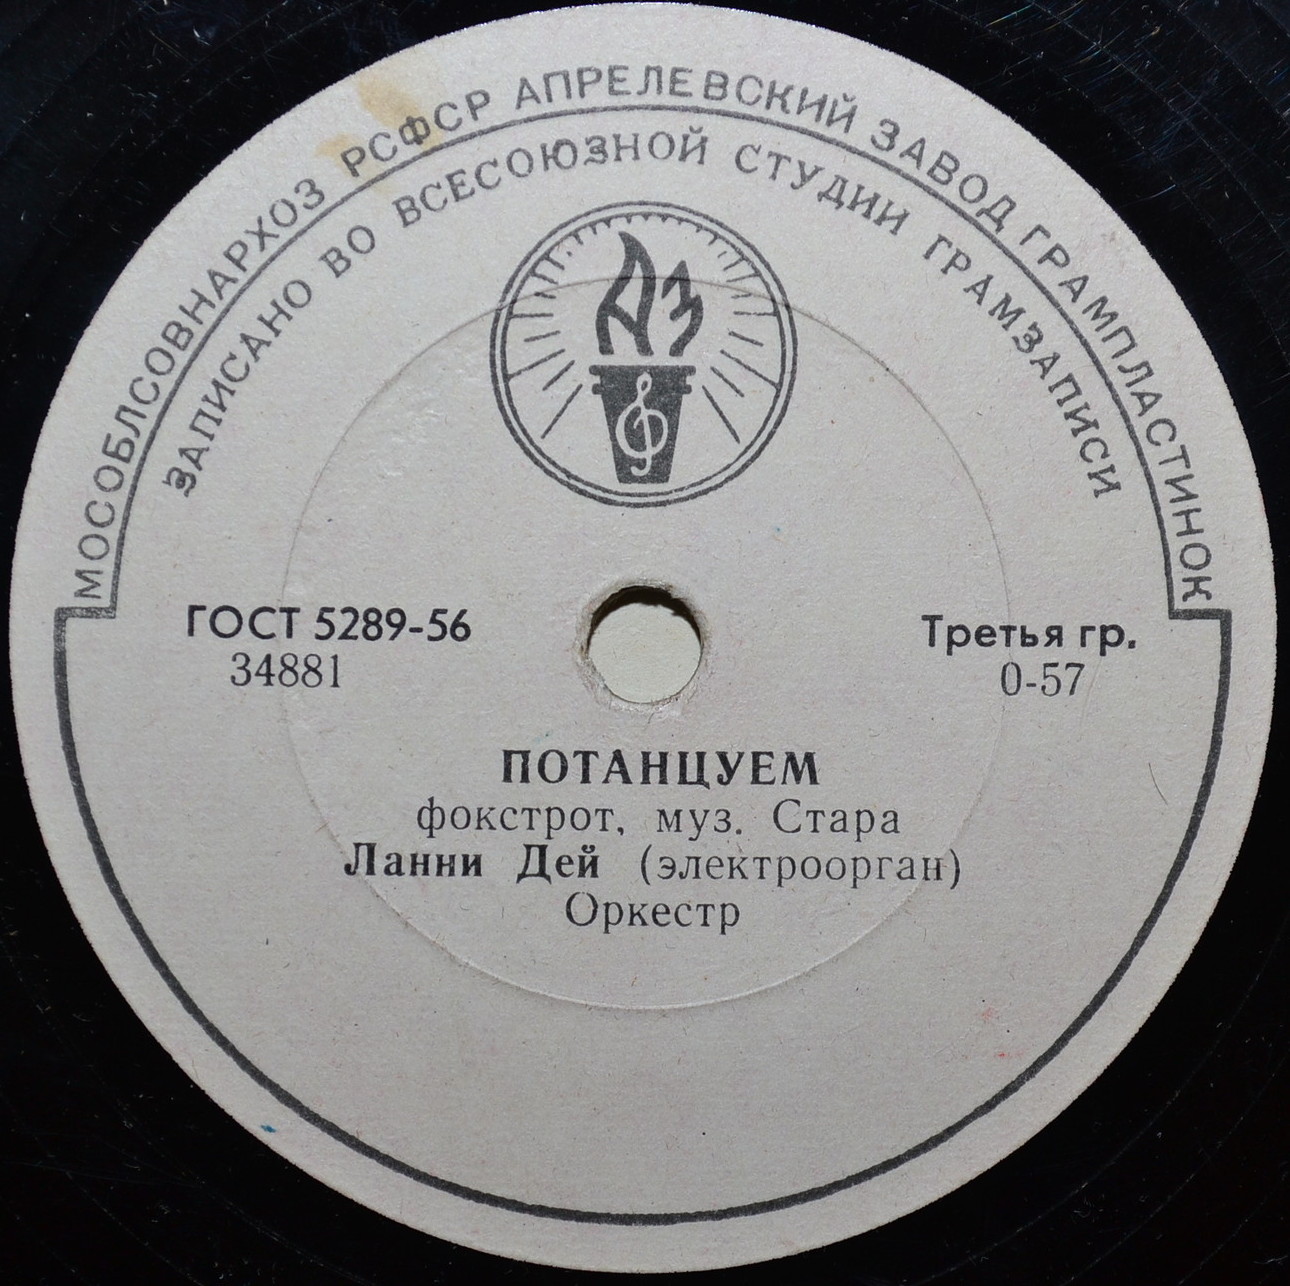 МОСОБЛСОВНАРХОЗ РСФСР АПРЕЛЕВСКИЙ ЗАВОД ГРАМПЛАСТИНОК
ЗАПИСАНО ВО ВСЕСОЮЗНОЙ СТУДИИ ГРАМЗАПИСИ
АЗ
ГОСТ 5289-56
34881
Третья гр.
0-57
ПОТАНЦУЕМ
фокстрот, муз. Стара
Ланни Дей (электроорган)
Оркестр